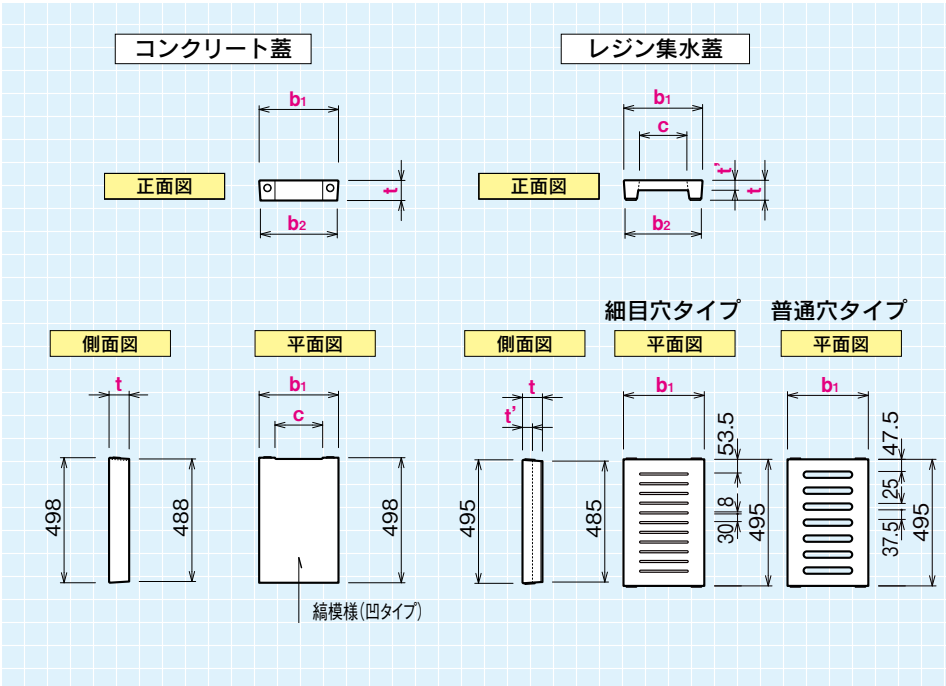 コンクリート蓋
b1
正面図
t
b2
側面図
t
498
488
平面図
b1
c
498
縞模様(凹タイプ)
レジン集水蓋
b1
c
正面図
t'
t
b2
側面図
t
t'
495
485
細目穴タイプ
平面図
b1
53.5
8
30
495
普通穴タイプ
平面図
b1
47.5
25
37.5
495